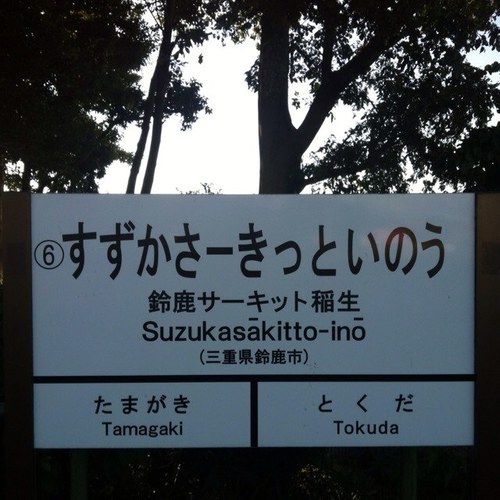 ⑥すずかさーきっといのう
鈴鹿サーキット稲生
Suzukasākitto-inō
(三重県鈴鹿市)
たまがき
Tamagaki
とくだ
Tokuda